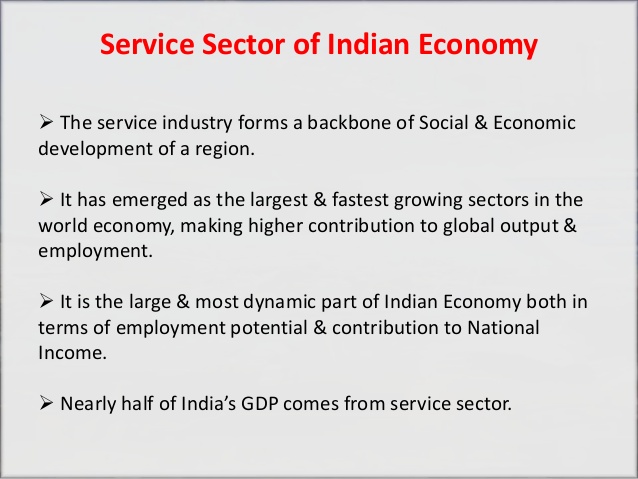 Service Sector of Indian Economy
➢ The service industry forms a backbone of Social & Economic
development of a region.
➢ It has emerged as the largest & fastest growing sectors in the
world economy, making higher contribution to global output &
employment.
➢ It is the large & most dynamic part of Indian Economy both in
terms of employment potential & contribution to National
Income.
➢ Nearly half of India’s GDP comes from service sector.